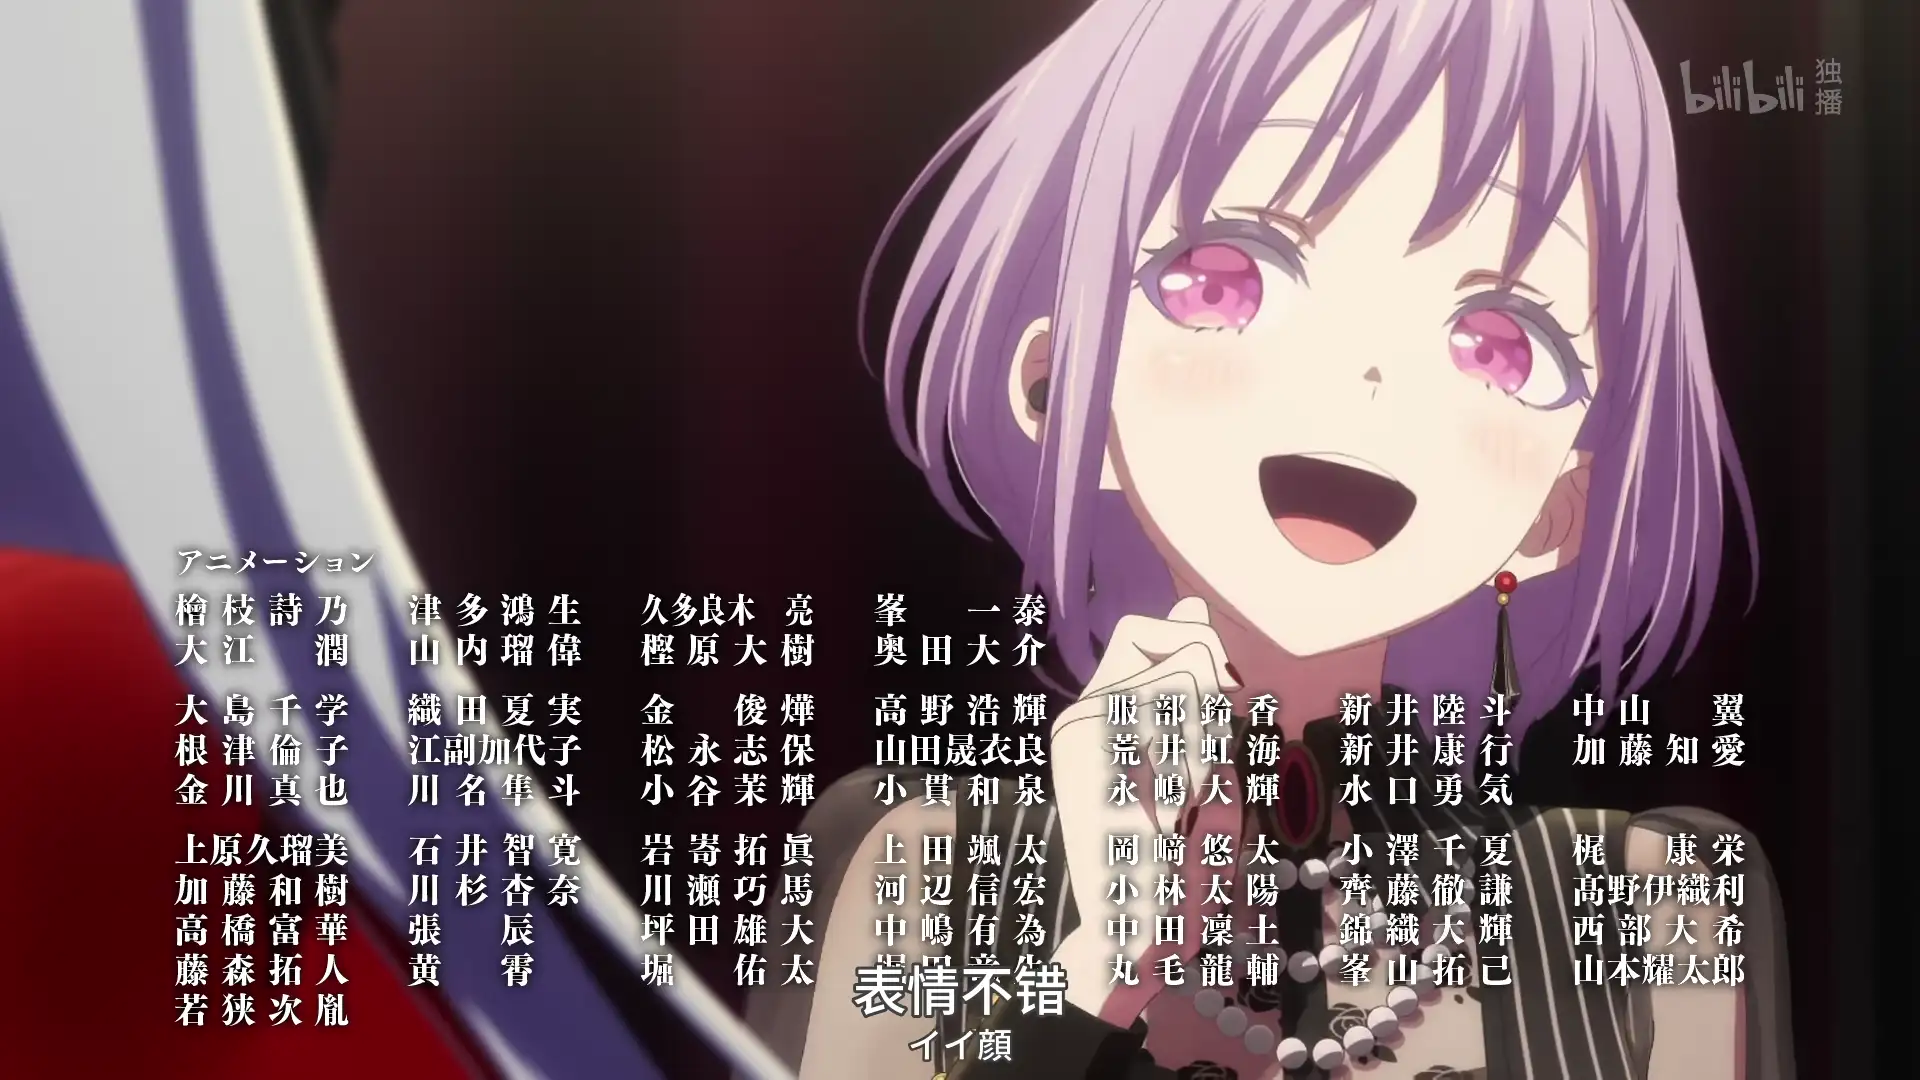 bilibili 独播
アニメーション
檜枝詩乃 津多鴻生 久多良木亮 峯一泰
大江潤 山内瑠偉 樫原大樹 奥田大介
大島千学 織田夏実 金俊燁 高野浩輝 服部鈴香 新井陸斗 中山翼
根津倫子 江副加代子 松永志保 山田晟衣良 荒井虹海 新井康行 加藤知愛
金川真也 川名隼斗 小谷茉輝 小貫和泉 永嶋大輝 水口勇気
上原久瑠美 石井智寛 岩嵜拓眞 上田颯太 岡﨑悠太 小澤千夏 梶康栄
加藤和樹 川杉杏奈 川瀬巧馬 河辺信宏 小林太陽 齊藤徹謙 髙野伊織利
高橋富華 張辰 坪田雄大 中嶋有為 中田凛土 錦織大輝 西部大希
藤森拓人 黄霄 堀佑太 丸毛龍輔 峯山拓己 山本耀太郎
若狭次胤
表情不错
イイ顔